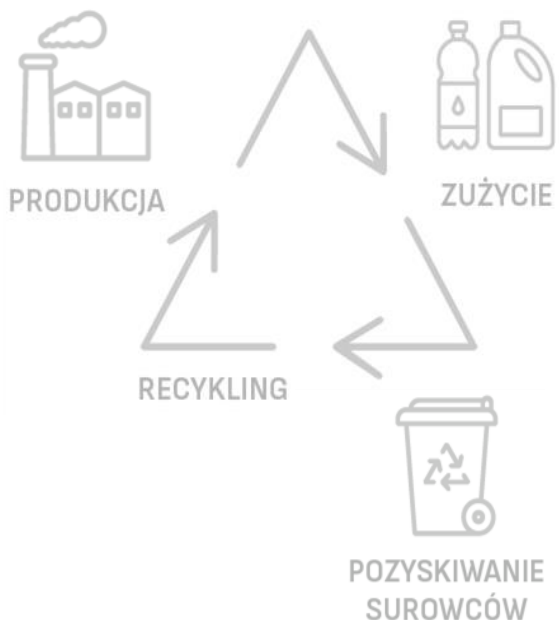 PRODUKCJA
ZUŻYCIE
RECYKLING
POZYSKIWANIE
SUROWCÓW